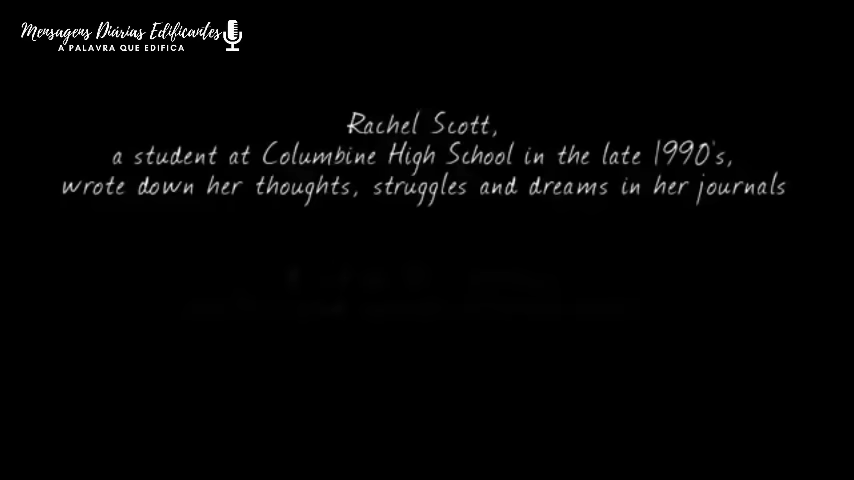 Mensagens Diárias Edificantes
A PALAVRA QUE EDIFICA
Rachel Scott,
a student at Columbine High School in the late 1990's,
wrote down her thoughts, struggles and dreams in her journals